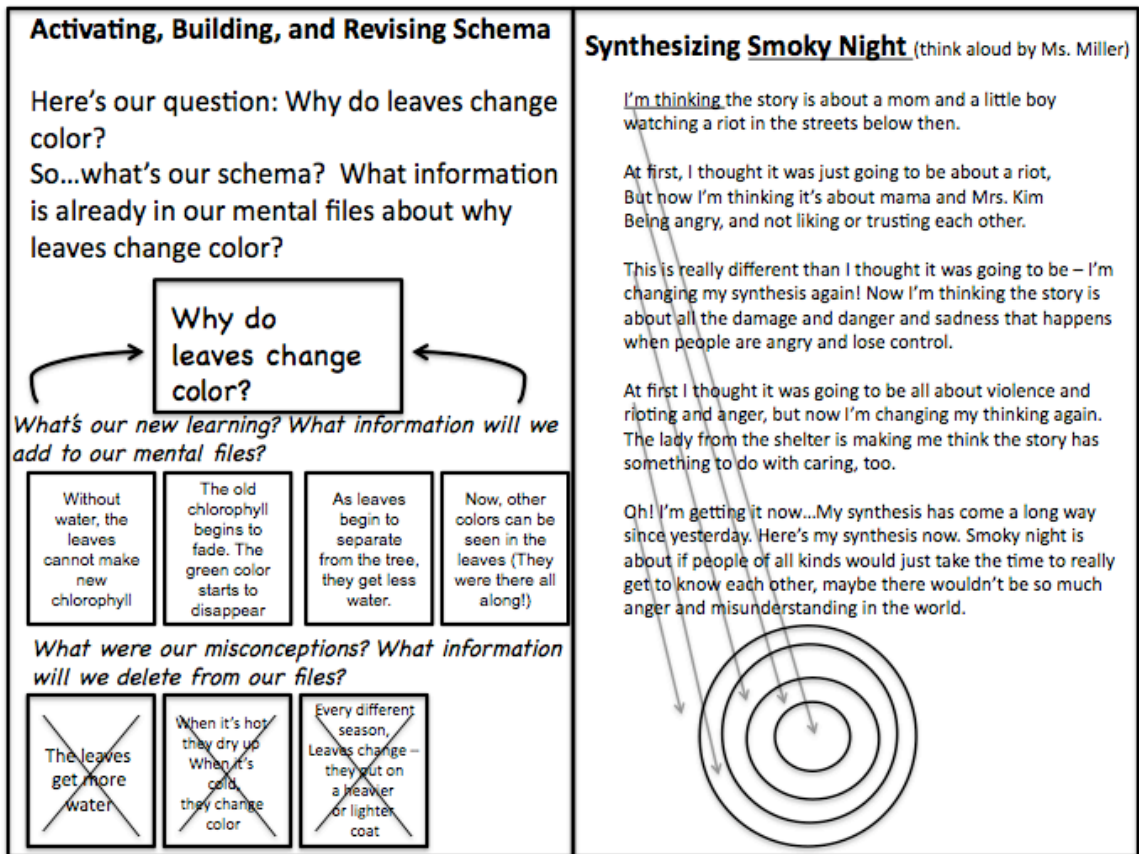 Activating, Building, and Revising Schema
Here's our question: Why do leaves change
color?
So...what's our schema? What information
is already in our mental files about why
leaves change color?
Why do
leaves change
color?
What's our new learning? What information will we
add to our mental files?
Without
water, the
leaves
cannot make
new
chlorophyll
The old
chlorophyll
begins to
fade. The
green color
starts to
disappear
As leaves
begin to
separate
from the tree,
they get less
water.
Now, other
colors can be
seen in the
leaves (They
were there all
along!)
What were our misconceptions? What information
will we delete from our files?
The leaves
get more
water
When it's hot
they dry up
When it's
cold,
they change
color
Every different
season,
Leaves change –
they put on
a heavier
or lighter
coat
Synthesizing Smoky Night (think aloud by Ms. Miller)
I'm thinking the story is about a mom and a little boy
watching a riot in the streets below then.
At first, I thought it was just going to be about a riot,
But now I'm thinking it's about mama and Mrs. Kim
Being angry, and not liking or trusting each other.
This is really different than I thought it was going to be – I'm
changing my synthesis again! Now I'm thinking the story is
about all the damage and danger and sadness that happens
when people are angry and lose control.
At first I thought it was going to be all about violence and
rioting and anger, but now I'm changing my thinking again.
The lady from the shelter is making me think the story has
something to do with caring, too.
Oh! I'm getting it now...My synthesis has come a long way
since yesterday. Here's my synthesis now. Smoky night is
about if people of all kinds would just take the time to really
get to know each other, maybe there wouldn't be so much
anger and misunderstanding in the world.